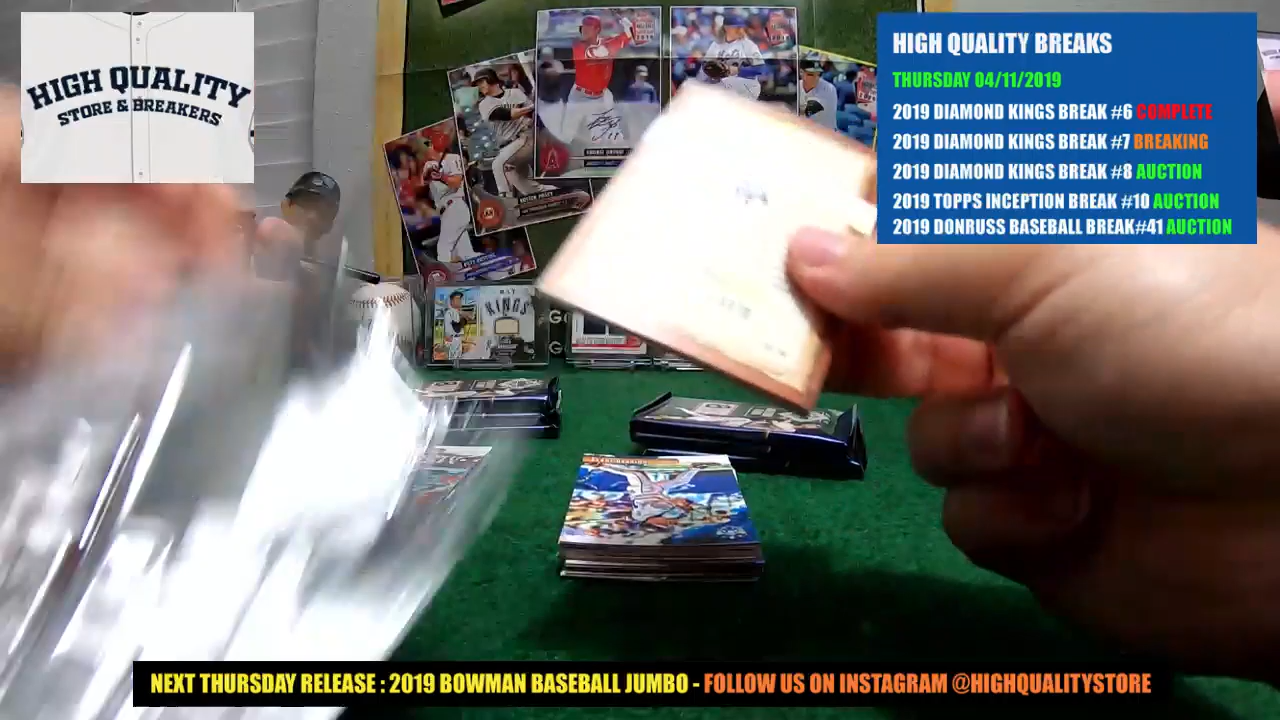 HIGH QUALITY
STORE & BREAKERS
HIGH QUALITY BREAKS
THURSDAY 04/11/2019
2019 DIAMOND KINGS BREAK #6 COMPLETE
2019 DIAMOND KINGS BREAK #7 BREAKING
2019 DIAMOND KINGS BREAK #8 AUCTION
2019 TOPPS INCEPTION BREAK #10 AUCTION
2019 DONRUSS BASEBALL BREAK#41 AUCTION
KINGS
NEXT THURSDAY RELEASE : 2019 BOWMAN BASEBALL JUMBO - FOLLOW US ON INSTAGRAM @HIGHQUALITYSTORE